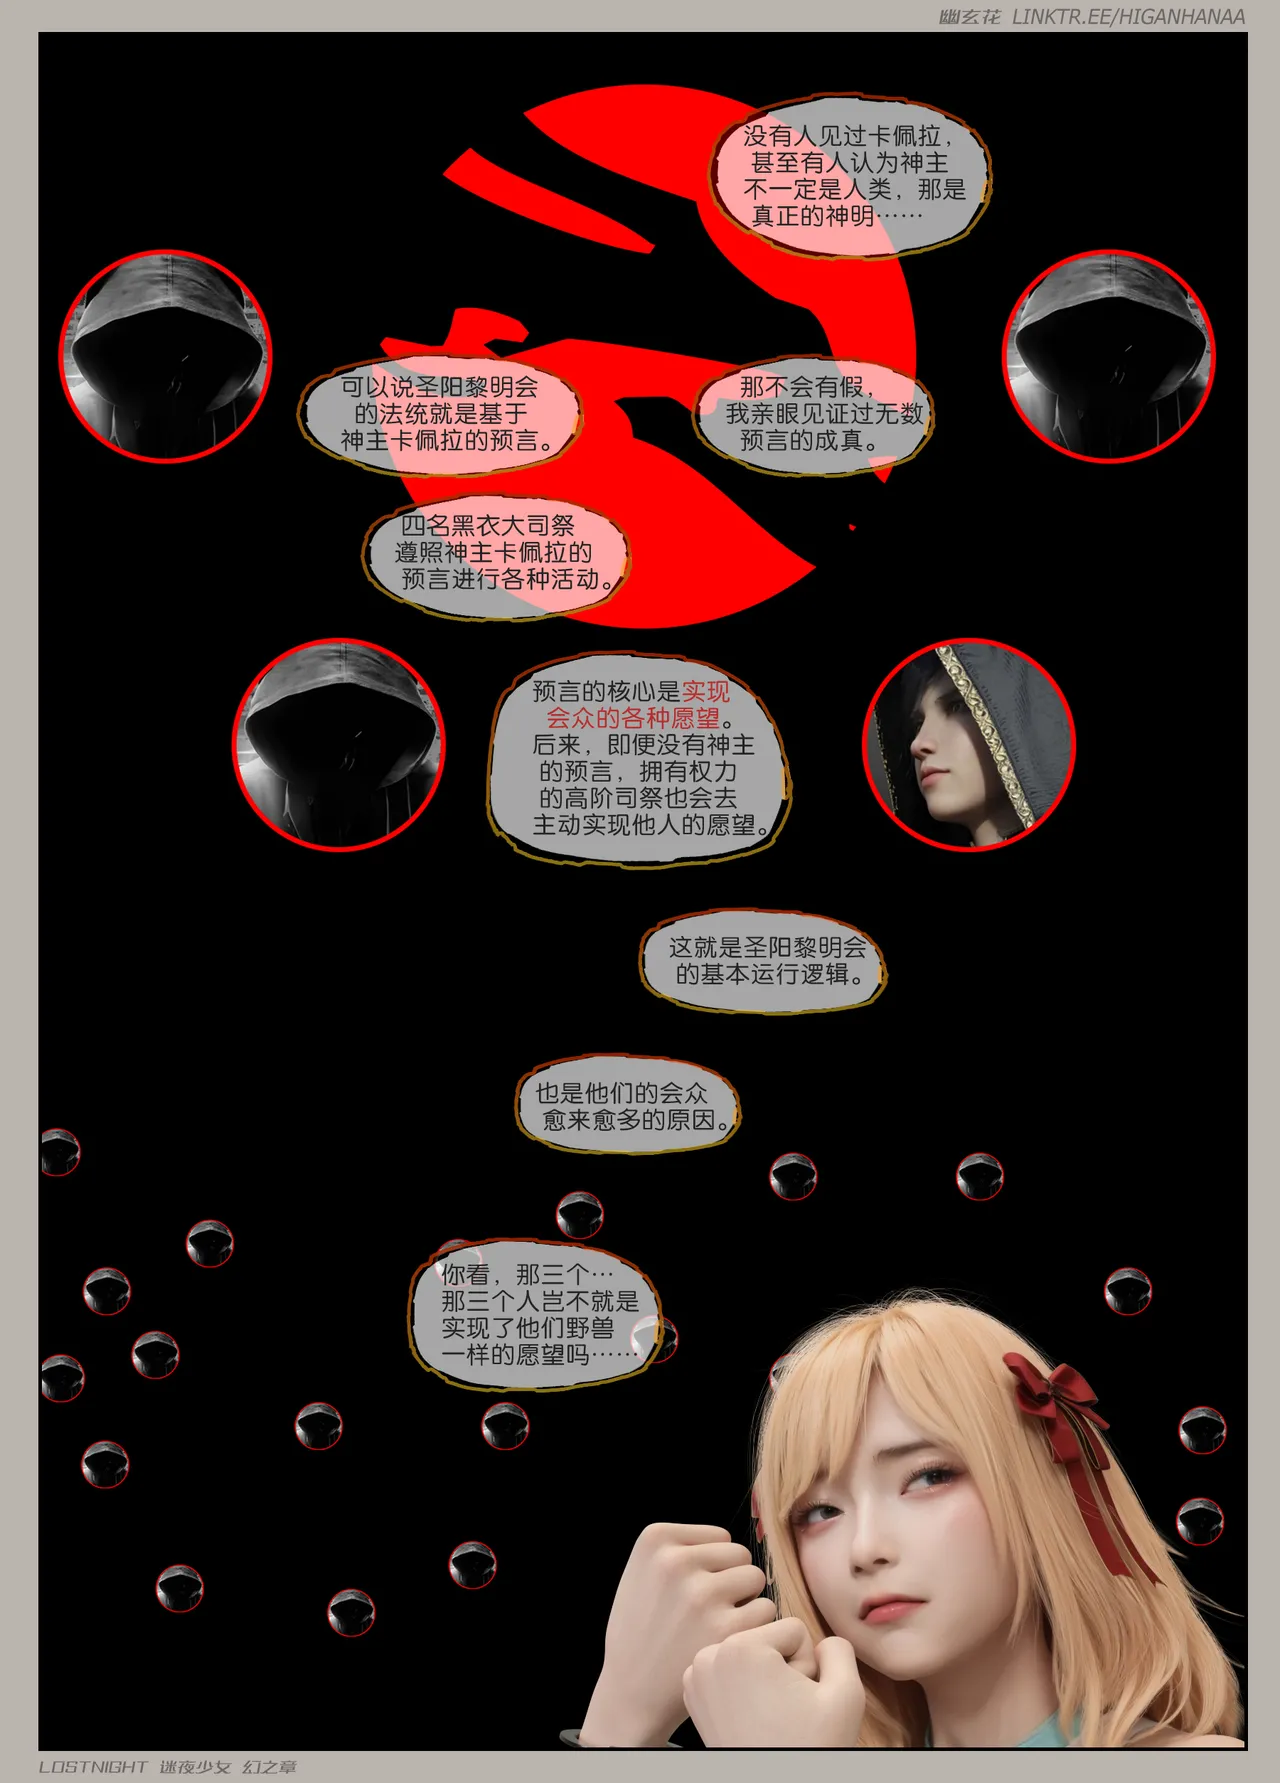 幽玄花 LINKTR.EE/HIGANHANAA
没有人见过卡佩拉，
甚至有人认为神主
不一定是人类，那是
真正的神明……
可以说圣阳黎明会
的法统就是基于
神主卡佩拉的预言。
那不会有假，
我亲眼见证过无数
预言的成真。
四名黑衣大司祭
遵照神主卡佩拉的
预言进行各种活动。
预言的核心是实现
会众的各种愿望。
后来，即便没有神主
的预言，拥有权力
的高阶司祭也会去
主动实现他人的愿望。
这就是圣阳黎明会
的基本运行逻辑。
也是他们的会众
愈来愈多的原因。
你看，那三个…
那三个人岂不就是
实现了他们野兽
一样的愿望吗……
LOSTNIGHT 迷夜少女 幻之章